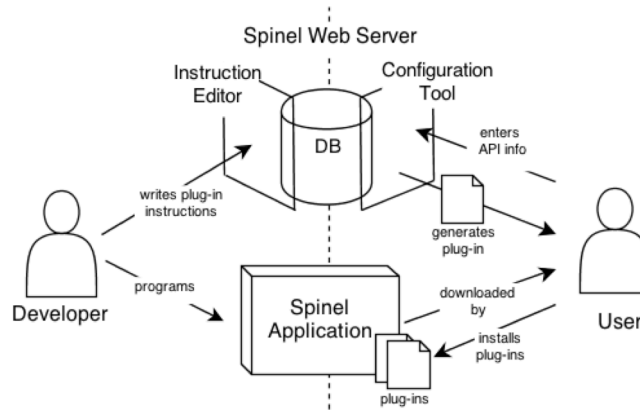 Spinel Web Server
Instruction
Editor
Configuration
Tool
DB
enters
API info
writes plug-in
instructions
generates
plug-in
Developer
programs
Spinel
Application
downloaded
by
User
installs
plug-ins
plug-ins